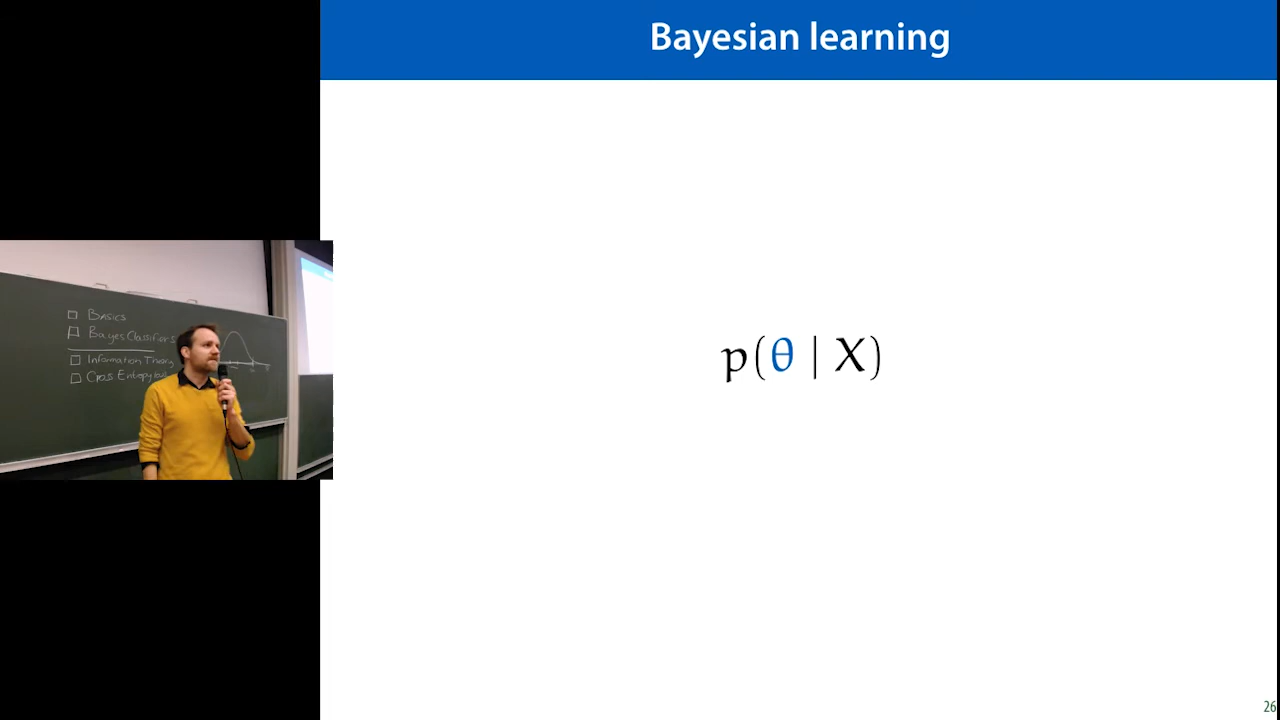 Bayesian learning
p(θ | X)
Basics
Bayes Classifiers
Information Theory
26